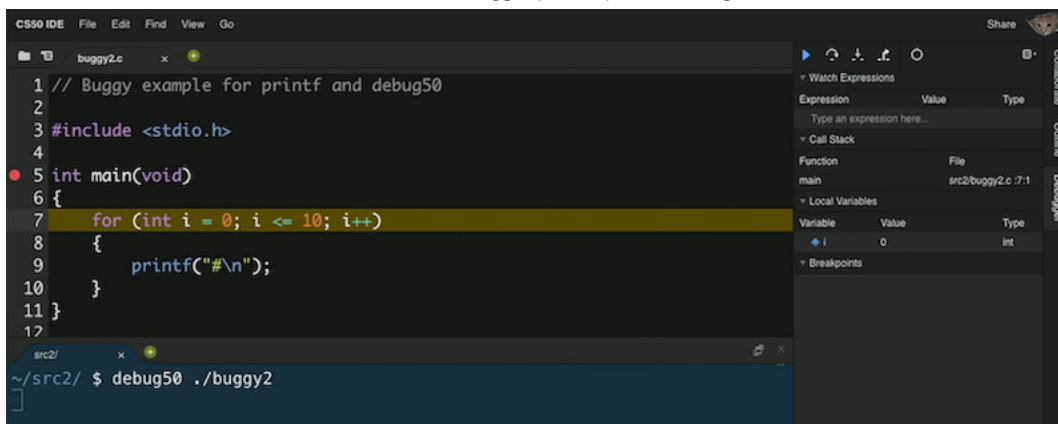 CS50 IDE File Edit Find View Go Share
buggy2.c x
1 // Buggy example for printf and debug50
2
3 #include <stdio.h>
4
5 int main(void)
6 {
7 for (int i = 0; i <= 10; i++)
8 {
9 printf("#\n");
10 }
11 }
12
src2/ x
~/src2/ $ debug50 ./buggy2
Watch Expressions
Expression Value Type
Type an expression here...
Call Stack
Function File
main src2/buggy2.c :7:1
Local Variables
Variable Value Type
i 0 int
Breakpoints